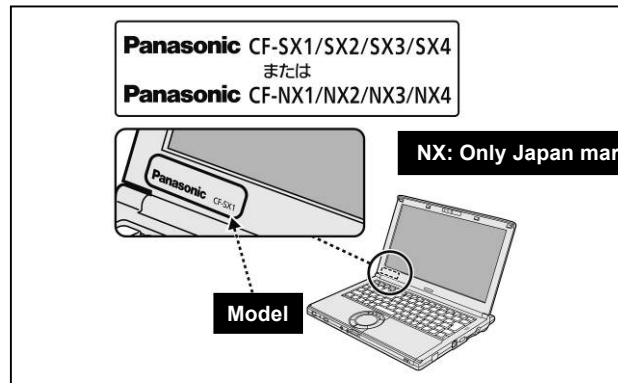 Panasonic CF-SX1/SX2/SX3/SX4
または
Panasonic CF-NX1/NX2/NX3/NX4
NX: Only Japan mar
Panasonic CF-SX1
Model